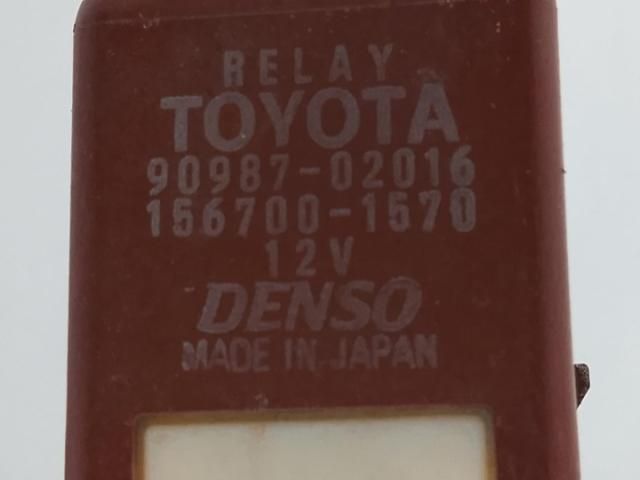 RELAY
TOYOTA
90987-02016
156700-1570
12V
DENSO
MADE IN JAPAN